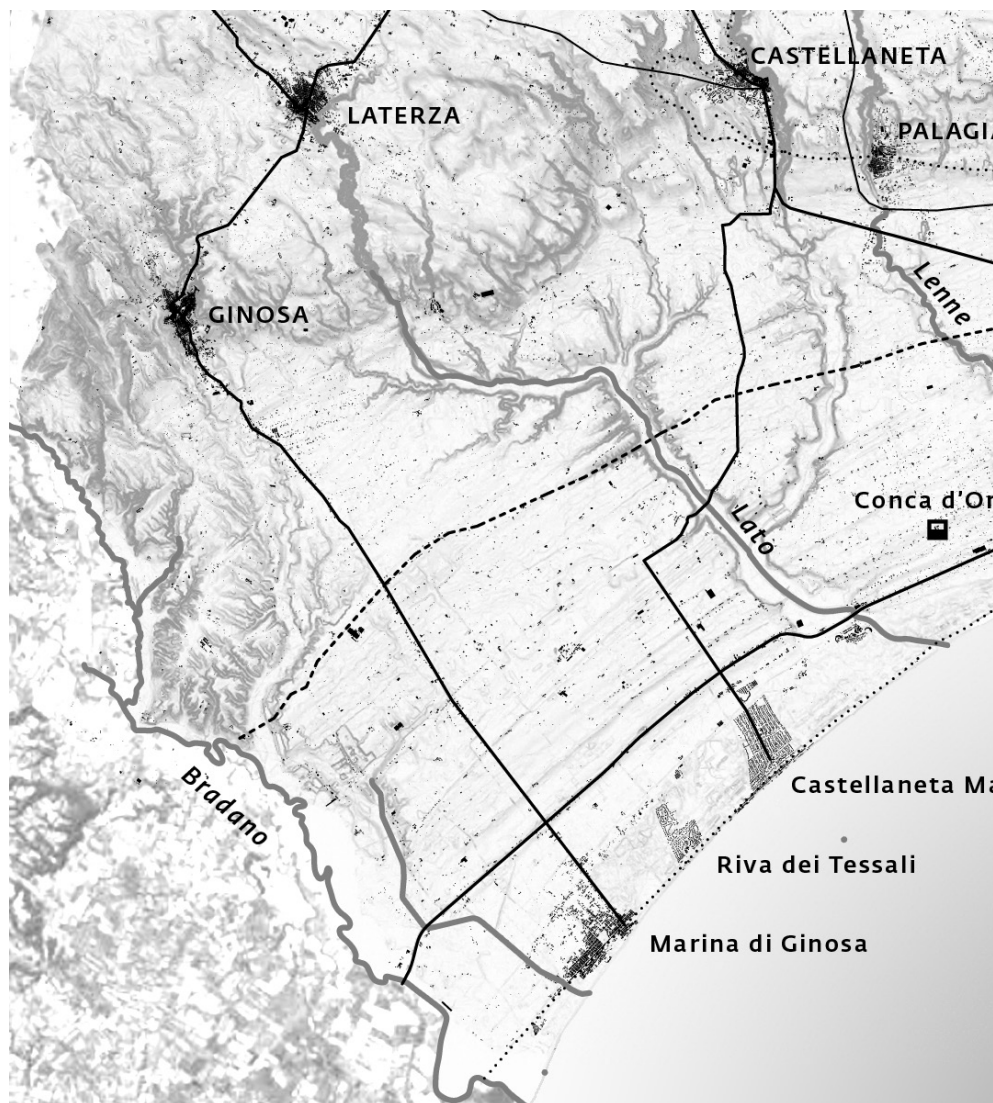 CASTELLANETA
LATERZA
PALAGIA
GINOSA
Lenne
Conca d'Or
Lato
Bradano
Castellaneta Ma
Riva dei Tessali
Marina di Ginosa